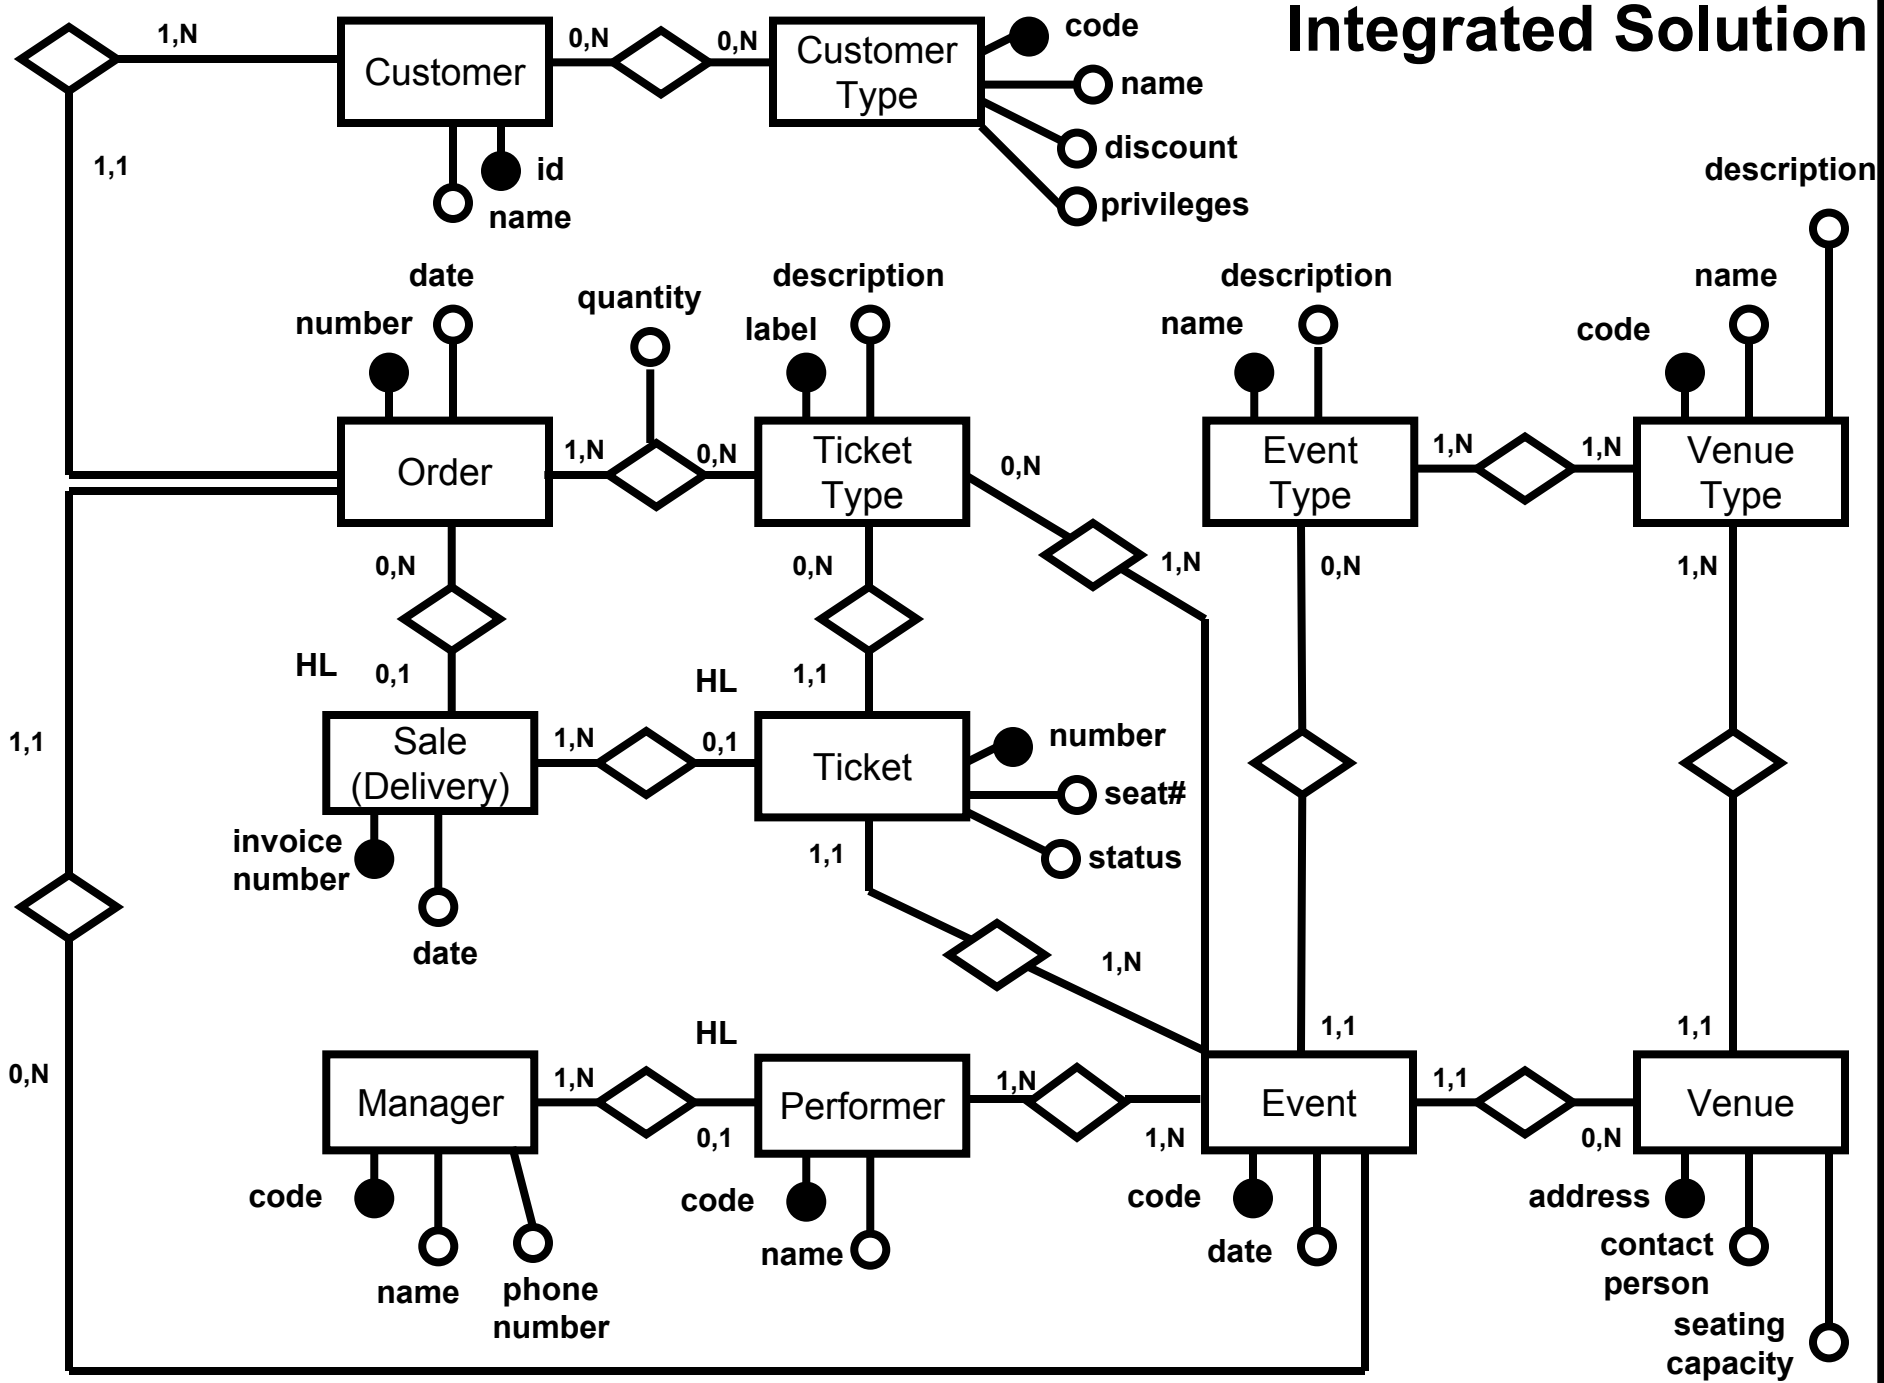 Integrated Solution
1,N
Customer
0,N
0,N
Customer
Type
code
name
discount
privileges
1,1
id
name
description
date
number
quantity
description
label
description
name
name
code
Order
1,N
0,N
Ticket
Type
0,N
Event
Type
1,N
1,N
Venue
Type
0,N
0,N
1,N
0,N
1,N
HL
0,1
HL
1,1
1,1
Sale
(Delivery)
1,N
0,1
Ticket
number
seat#
status
invoice
number
1,1
date
1,N
0,N
HL
1,1
1,1
Manager
1,N
0,1
Performer
1,N
1,N
Event
1,1
0,N
Venue
code
name
phone
number
code
name
code
date
address
contact
person
seating
capacity